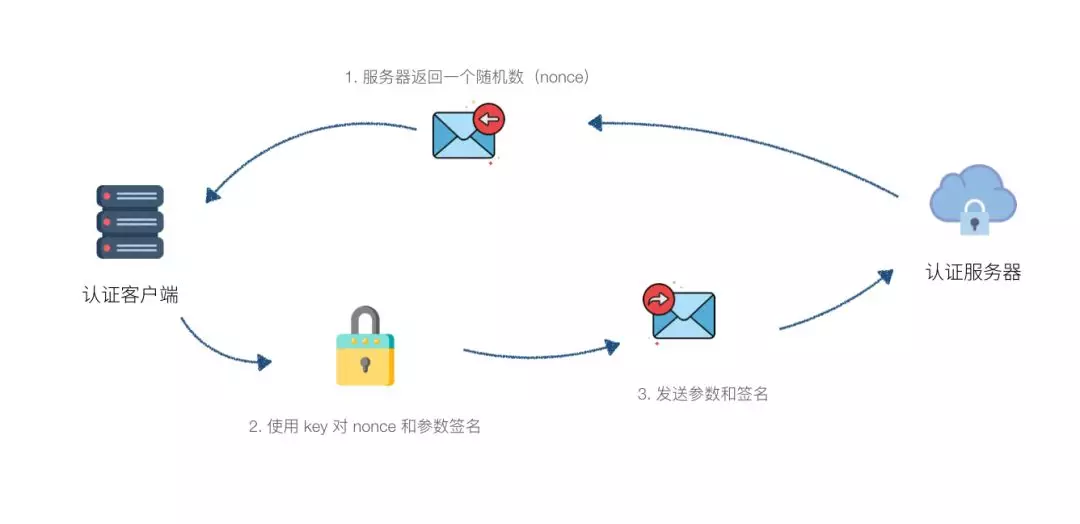 1. 服务器返回一个随机数（nonce）
认证客户端
认证服务器
2. 使用 key 对 nonce 和参数签名
3. 发送参数和签名